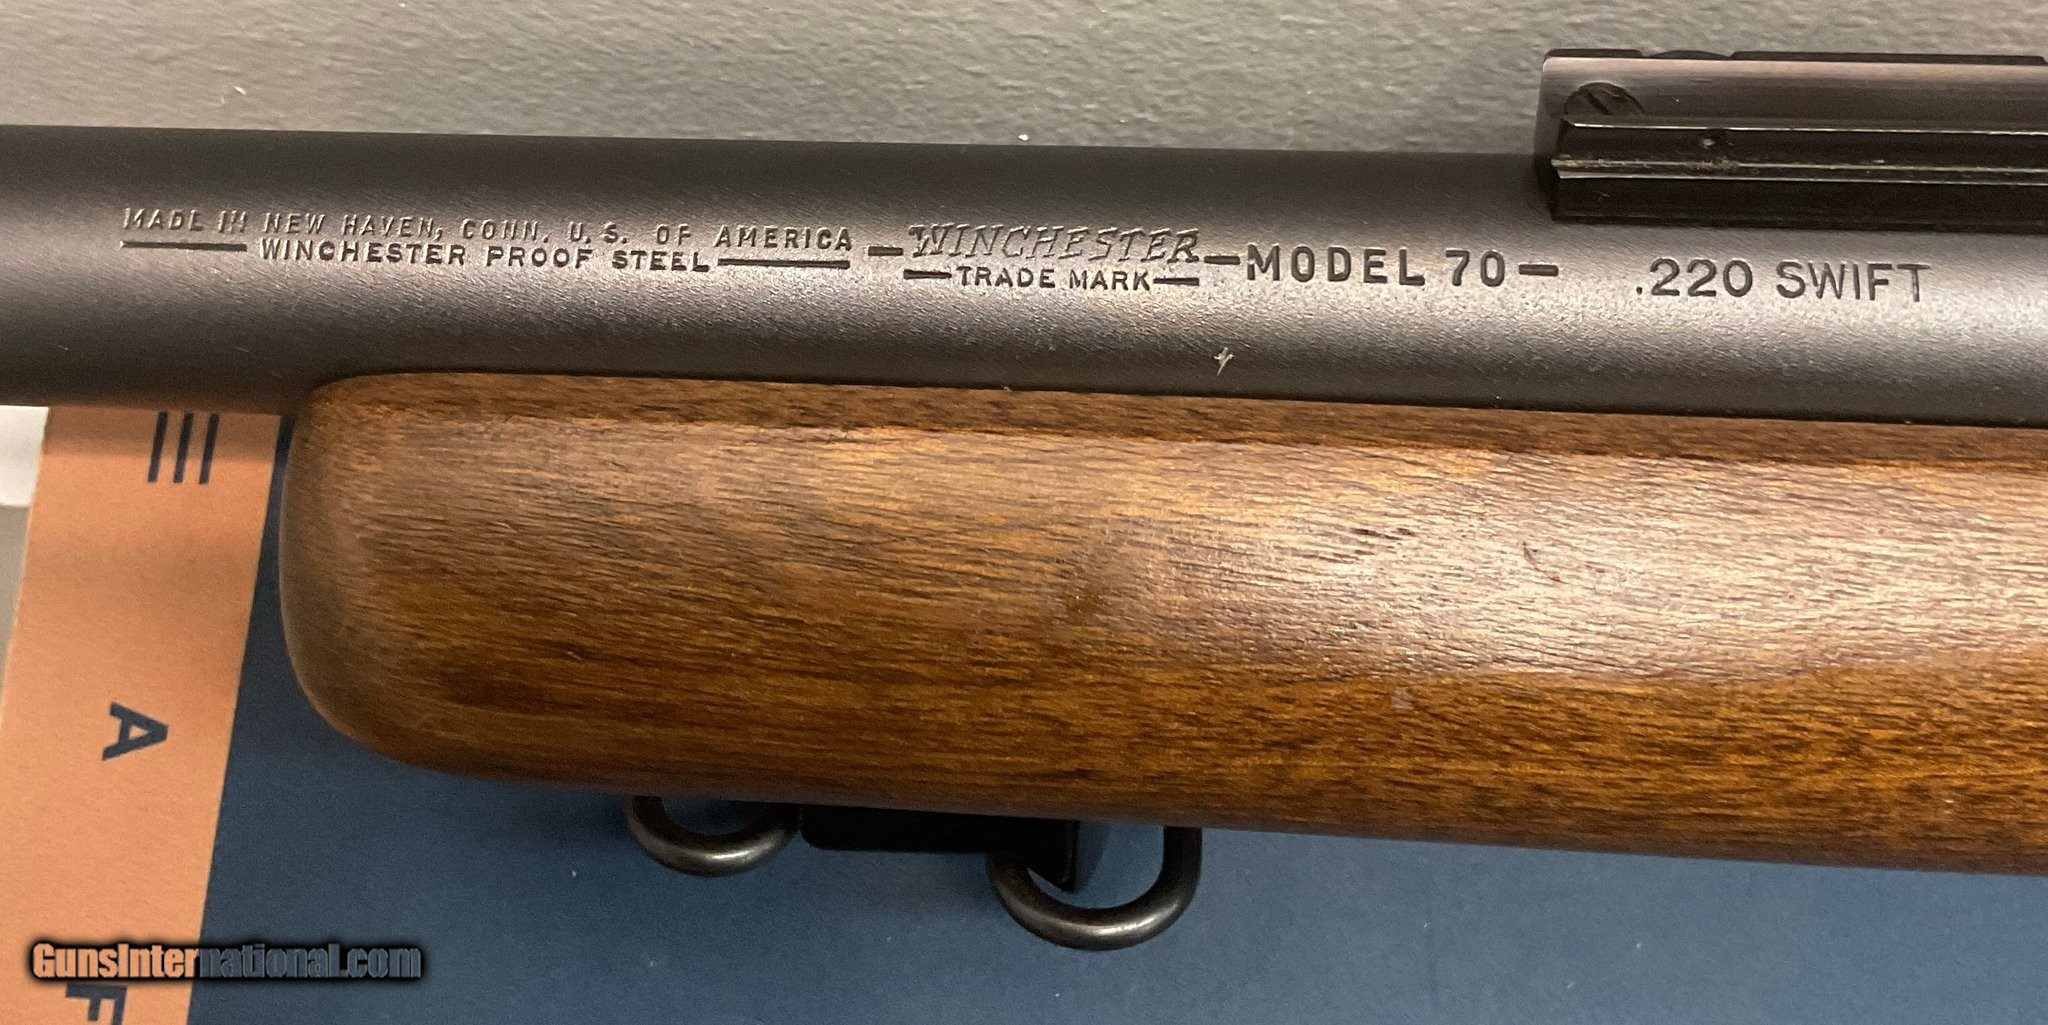 MADE IN NEW HAVEN, CONN. U. S. OF AMERICA
WINCHESTER PROOF STEEL
-WINCHESTER-
TRADE MARK
MODEL 70- .220 SWIFT
A
F
GunsInternational.com